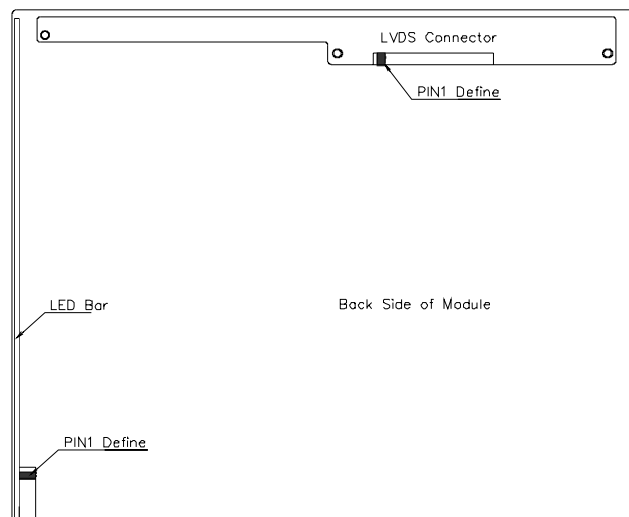 LVDS Connector
PIN1 Define
LED Bar
Back Side of Module
PIN1 Define